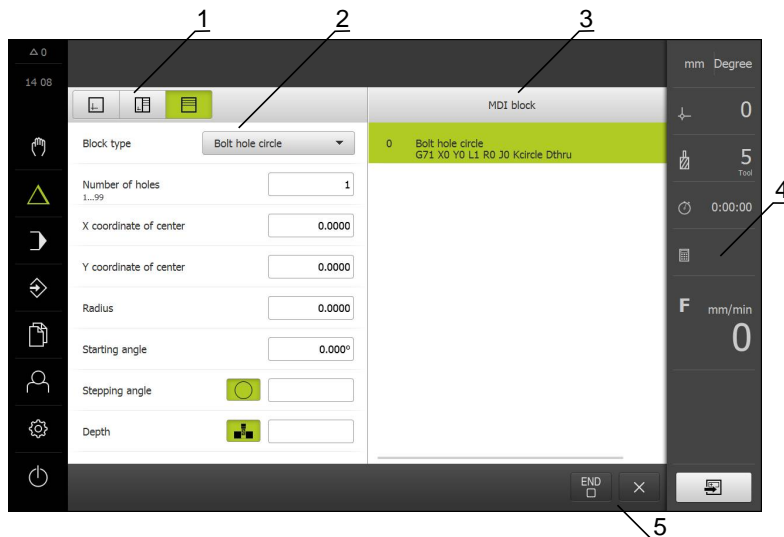 1
2
3
△ 0
14 08
mm Degree
MDI block
0
Block type
Bolt hole circle
0 Bolt hole circle
G71 X0 Y0 L1 R0 J0 Kcircle Dthru
5
Tool
Number of holes
1...99
1
4
0:00:00
X coordinate of center
0.0000
Y coordinate of center
0.0000
Radius
0.0000
F mm/min
0
Starting angle
0.000°
Stepping angle
Depth
END
5